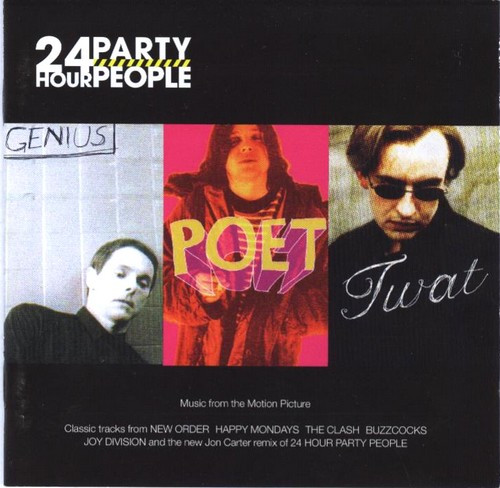 24 HOUR PARTY PEOPLE
GENIUS
POET
Twat
Music from the Motion Picture
Classic tracks from NEW ORDER HAPPY MONDAYS THE CLASH BUZZCOCKS
JOY DIVISION and the new Jon Carter remix of 24 HOUR PARTY PEOPLE